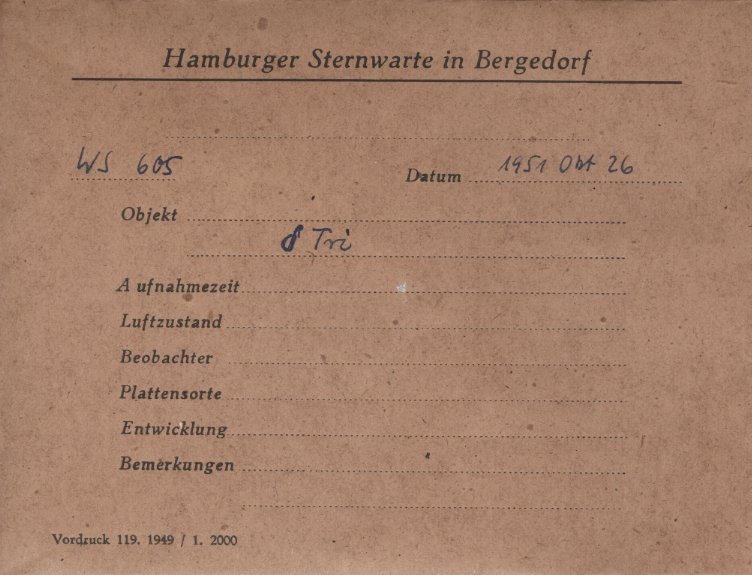 Hamburger Sternwarte in Bergedorf
WS 605
Datum 1951 Okt 26
Objekt
δ Tri
Aufnahmezeit
Luftzustand
Beobachter
Plattensorte
Entwicklung
Bemerkungen
Vordruck 119. 1949 / 1. 2000